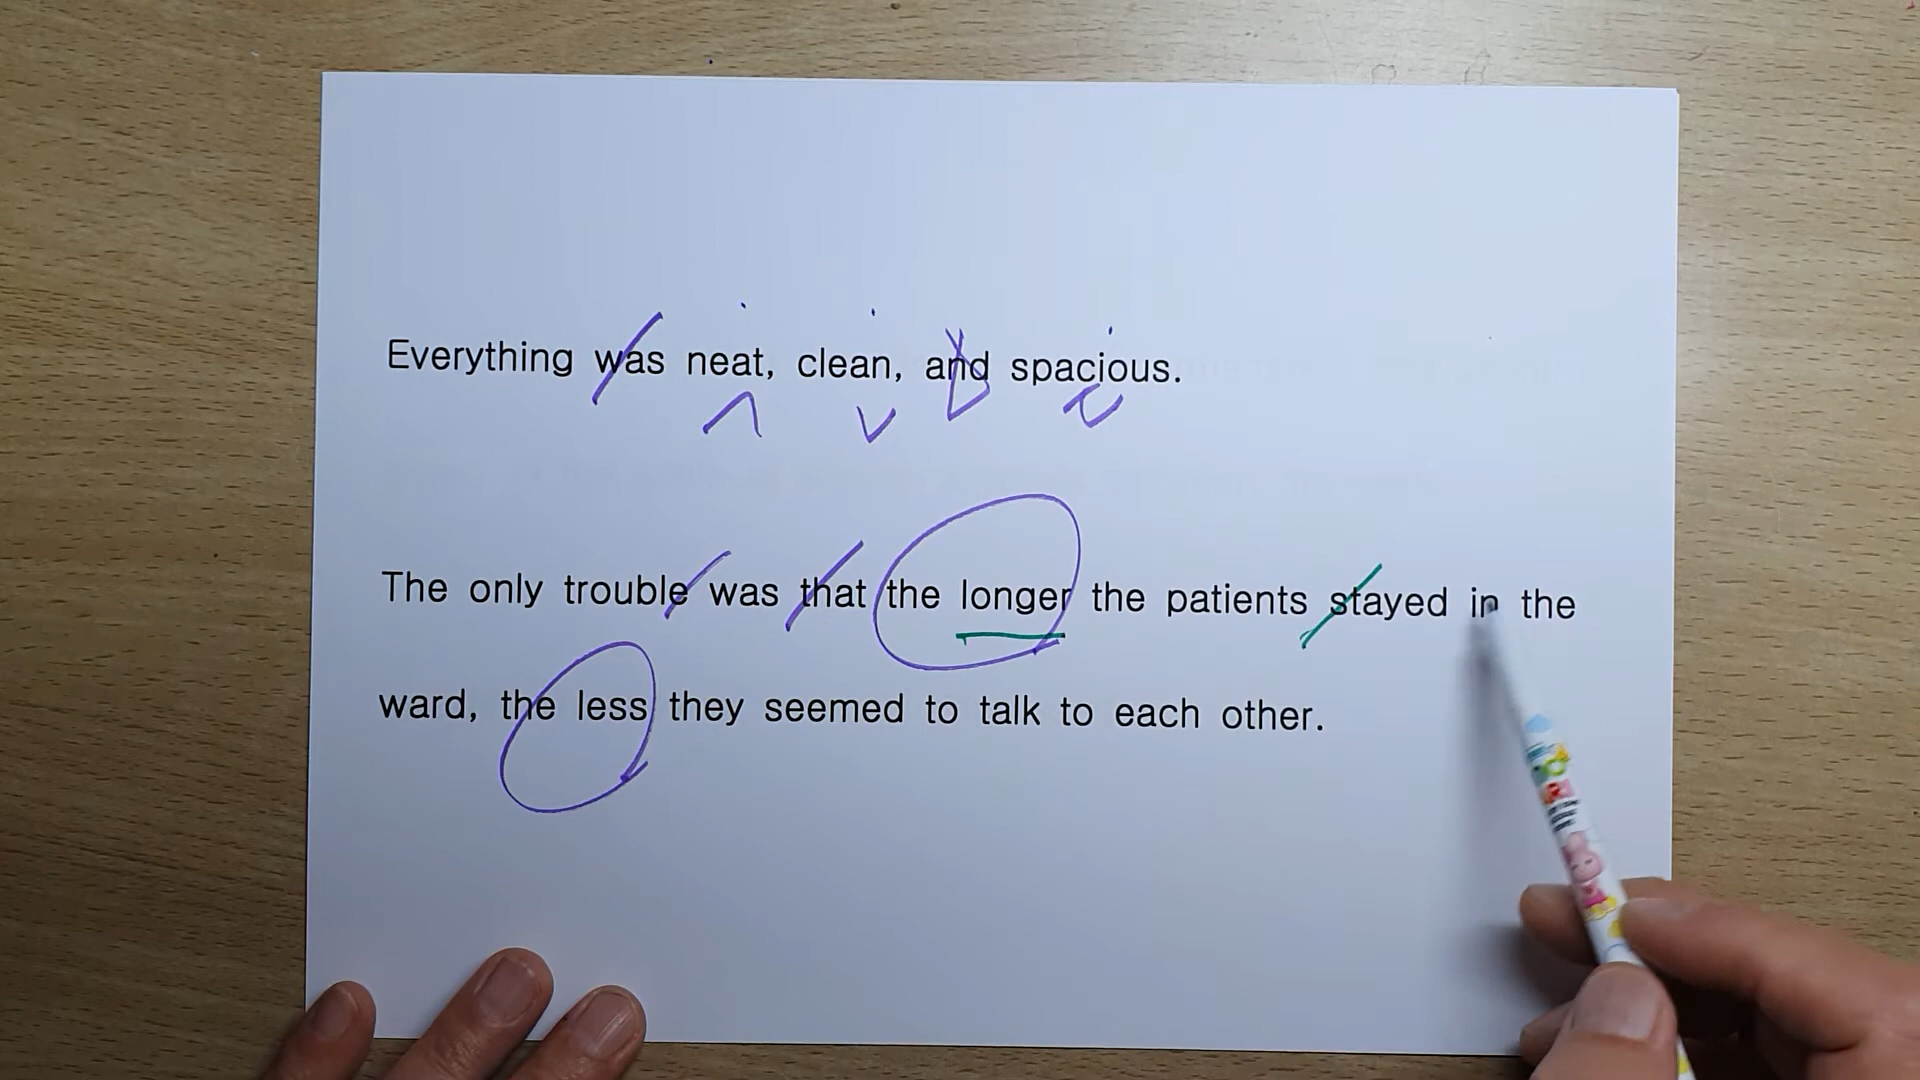 Everything was neat, clean, and spacious.
The only trouble was that the longer the patients stayed in the
ward, the less they seemed to talk to each other.